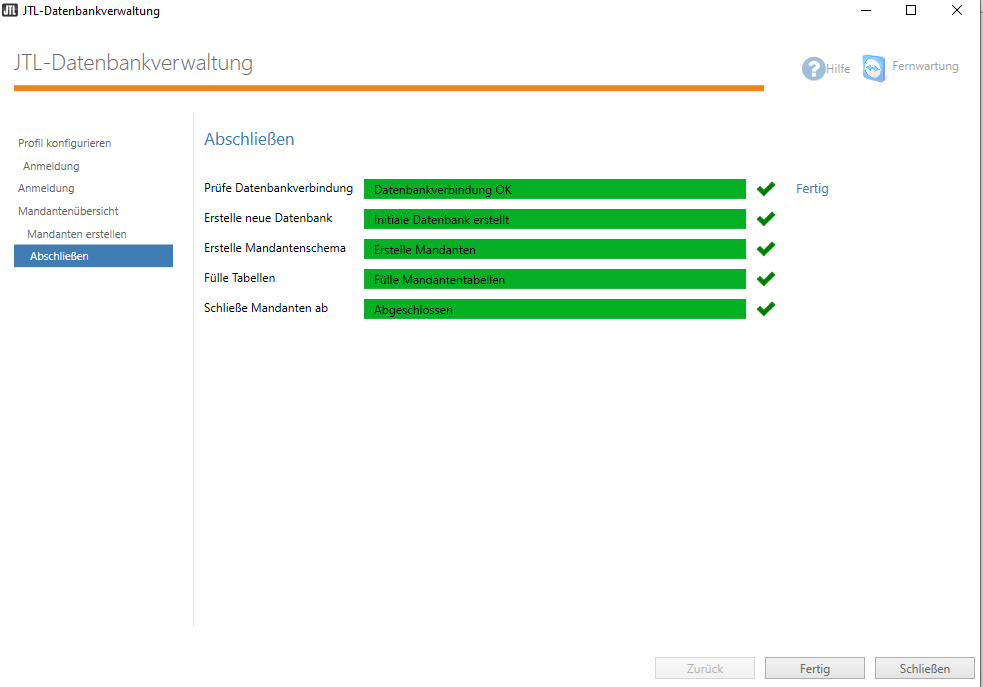 JTL JTL-Datenbankverwaltung
JTL-Datenbankverwaltung
? Hilfe
Fernwartung
Profil konfigurieren
Anmeldung
Anmeldung
Mandantenübersicht
Mandanten erstellen
Abschließen
Abschließen
Prüfe Datenbankverbindung Datenbankverbindung OK Fertig
Erstelle neue Datenbank Initiale Datenbank erstellt
Erstelle Mandantenschema Erstelle Mandanten
Fülle Tabellen Fülle Mandantentabellen
Schließe Mandanten ab Abgeschlossen
Zurück Fertig Schließen